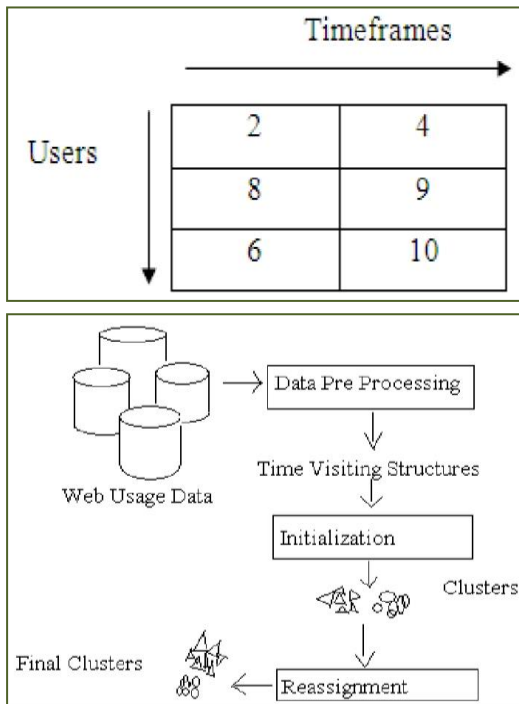 Timeframes
Users
2 4
8 9
6 10
Data Pre Processing
Web Usage Data
Time Visiting Structures
Initialization
Clusters
Final Clusters
Reassignment